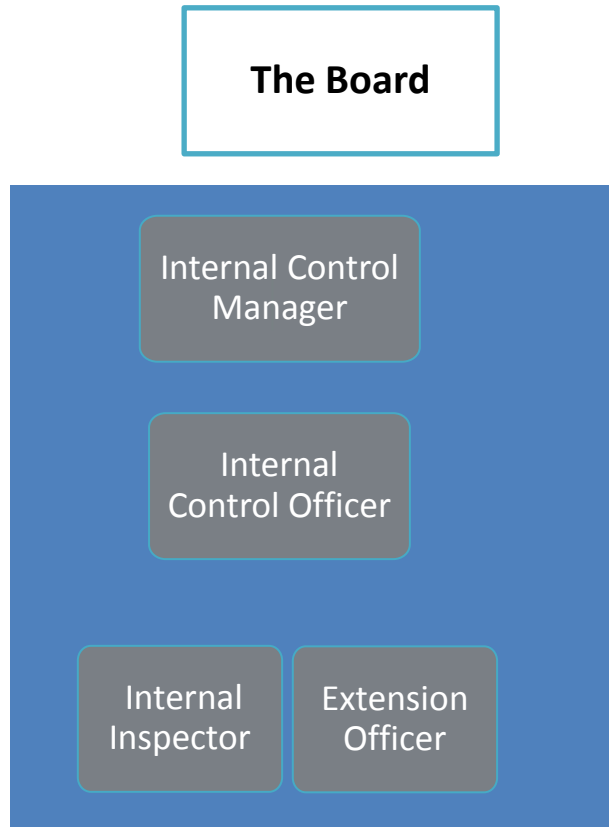 The Board
Internal Control
Manager
Internal
Control Officer
Internal
Inspector
Extension
Officer